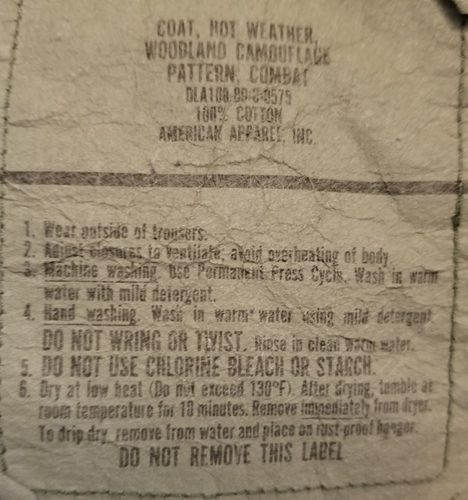 COAT, HOT WEATHER,
WOODLAND CAMOUFLAGE
PATTERN, COMBAT
DLA100-89-C-0575
100% COTTON
AMERICAN APPAREL, INC.
1. Wear outside of trousers.
2. Adjust closures to ventilate; avoid overheating of body.
3. Machine washing. Use Permanent Press Cycle. Wash in warm
water with mild detergent.
4. Hand washing. Wash in warm water using mild detergent.
DO NOT WRING OR TWIST. Rinse in clean warm water.
5. DO NOT USE CHLORINE BLEACH OR STARCH.
6. Dry at low heat (Do not exceed 130°F). After drying, tumble at
room temperature for 10 minutes. Remove immediately from dryer.
To drip dry, remove from water and place on rust-proof hanger.
DO NOT REMOVE THIS LABEL